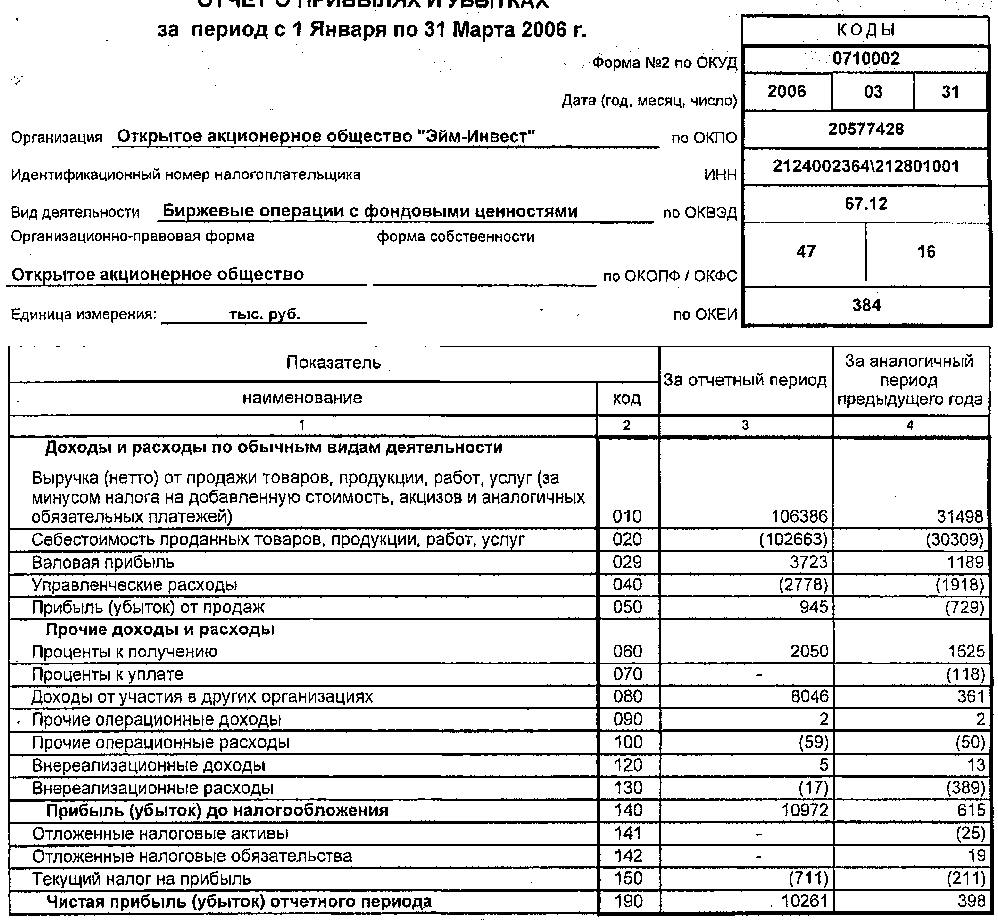 ОТЧЕТ О ПРИБЫЛЯХ И УБЫТКАХ
за период с 1 Января по 31 Марта 2006 г.
КОДЫ
Форма №2 по ОКУД 0710002
Дата (год, месяц, число) 2006 03 31
Организация Открытое акционерное общество "Эйм-Инвест" по ОКПО 20577428
Идентификационный номер налогоплательщика ИНН 2124002364\212801001
Вид деятельности Биржевые операции с фондовыми ценностями по ОКВЭД 67.12
Организационно-правовая форма форма собственности
47 16
Открытое акционерное общество по ОКОПФ / ОКФС
Единица измерения: тыс. руб. по ОКЕИ 384
Показатель За отчетный период За аналогичный период предыдущего года
наименование код
1 2 3 4
Доходы и расходы по обычным видам деятельности
Выручка (нетто) от продажи товаров, продукции, работ, услуг (за
минусом налога на добавленную стоимость, акцизов и аналогичных
обязательных платежей) 010 106386 31498
Себестоимость проданных товаров, продукции, работ, услуг 020 (102663) (30309)
Валовая прибыль 029 3723 1189
Управленческие расходы 040 (2778) (1918)
Прибыль (убыток) от продаж 050 945 (729)
Прочие доходы и расходы
Проценты к получению 060 2050 1525
Проценты к уплате 070 - (118)
Доходы от участия в других организациях 080 8046 361
Прочие операционные доходы 090 2 2
Прочие операционные расходы 100 (59) (50)
Внереализационные доходы 120 5 13
Внереализационные расходы 130 (17) (389)
Прибыль (убыток) до налогообложения 140 10972 615
Отложенные налоговые активы 141 - (25)
Отложенные налоговые обязательства 142 - 19
Текущий налог на прибыль 150 (711) (211)
Чистая прибыль (убыток) отчетного периода 190 10261 398